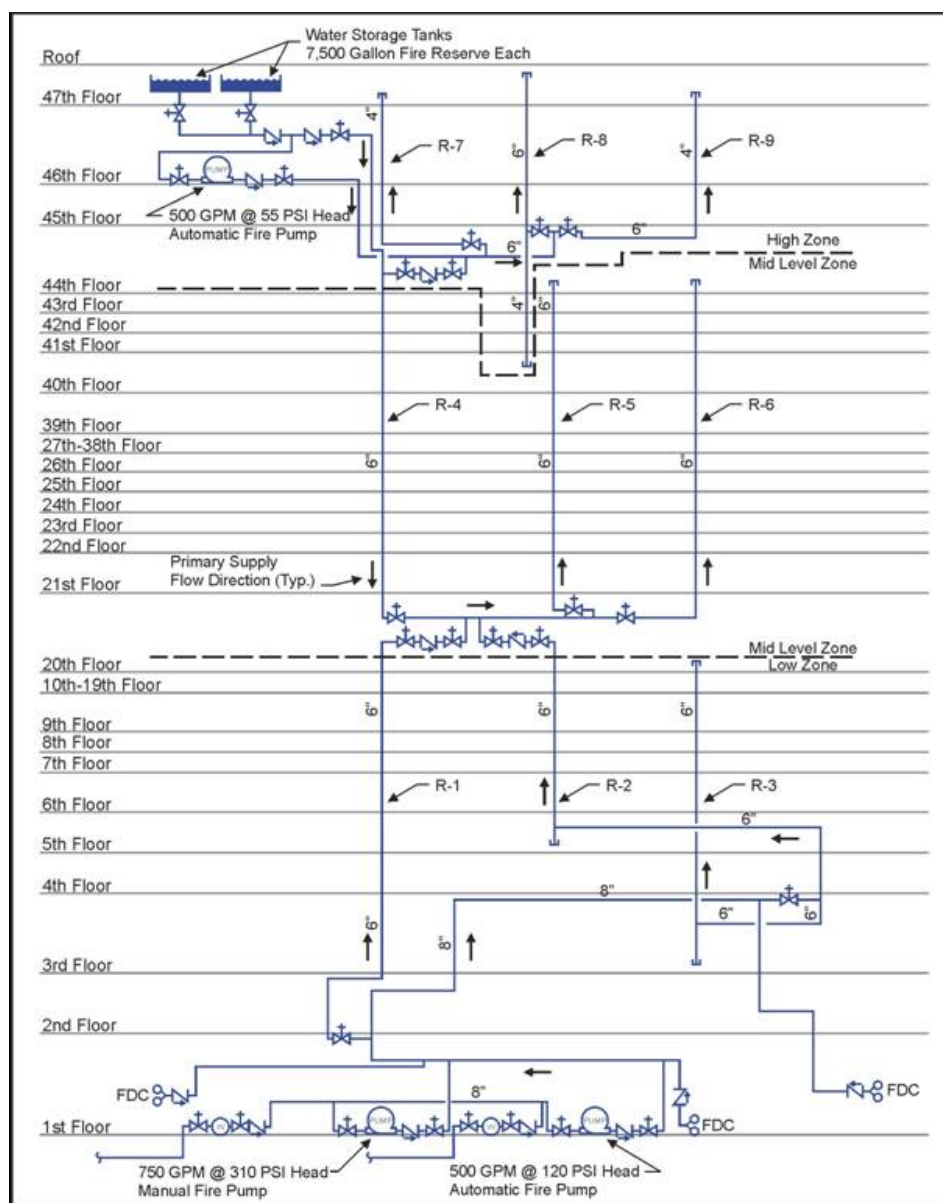 Water Storage Tanks
7,500 Gallon Fire Reserve Each
Roof
47th Floor
4"
R-7
6"
R-8
4"
R-9
PUMP
46th Floor
500 GPM @ 55 PSI Head
Automatic Fire Pump
45th Floor
6"
6"
High Zone
Mid Level Zone
44th Floor
43rd Floor
4"
6"
42nd Floor
41st Floor
40th Floor
R-4
R-5
R-6
39th Floor
27th-38th Floor
26th Floor
6"
6"
6"
25th Floor
24th Floor
23rd Floor
22nd Floor
Primary Supply
Flow Direction (Typ.)
21st Floor
Mid Level Zone
20th Floor
Low Zone
10th-19th Floor
6"
6"
6"
9th Floor
8th Floor
7th Floor
R-1
R-2
R-3
6th Floor
6"
5th Floor
4th Floor
8"
6"
6"
6"
8"
3rd Floor
2nd Floor
FDC
8"
FDC
FDC
1st Floor
PUMP
PUMP
750 GPM @ 310 PSI Head
Manual Fire Pump
500 GPM @ 120 PSI Head
Automatic Fire Pump